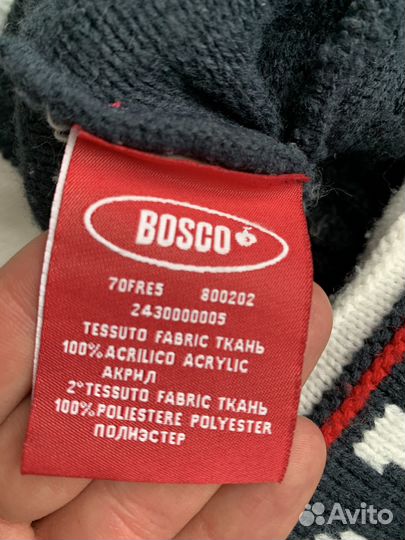 BOSCO
70FRE5 800202
2430000005
TESSUTO FABRIC ТКАНЬ
100% ACRILICO ACRYLIC
АКРИЛ
2° TESSUTO FABRIC ТКАНЬ
100% POLIESTERE POLYESTER
ПОЛИЭСТЕР
Avito